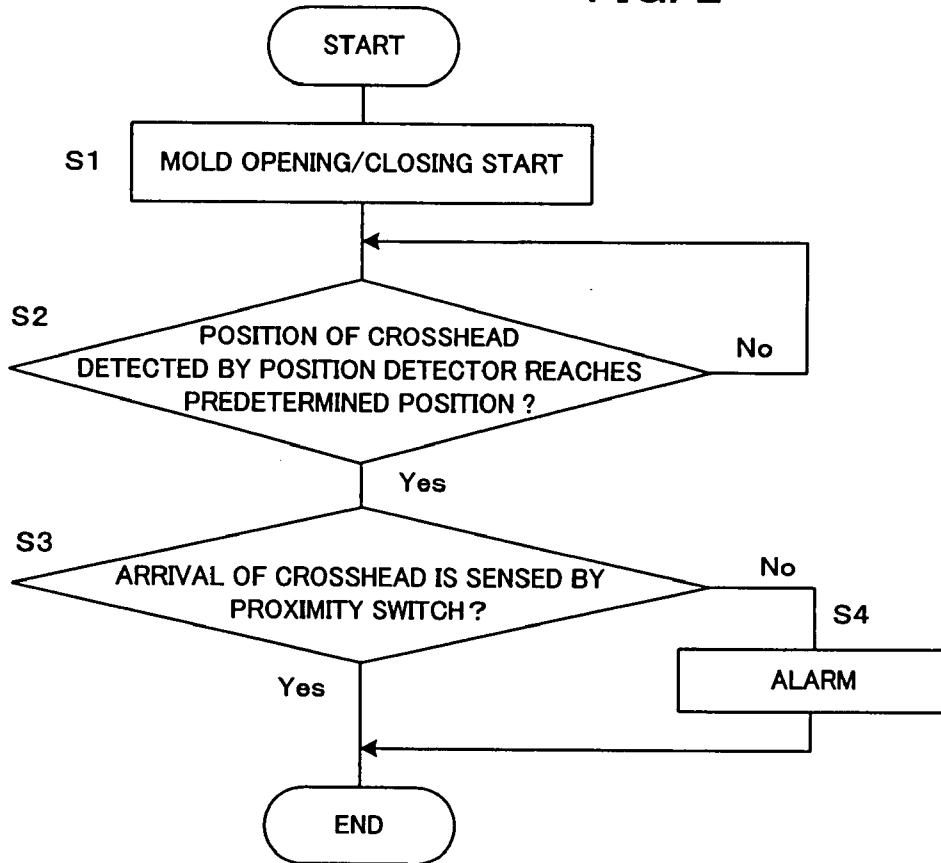 START
S1
MOLD OPENING/CLOSING START
S2
POSITION OF CROSSHEAD
DETECTED BY POSITION DETECTOR REACHES
PREDETERMINED POSITION ?
No
Yes
S3
ARRIVAL OF CROSSHEAD IS SENSED BY
PROXIMITY SWITCH ?
No
S4
ALARM
Yes
END